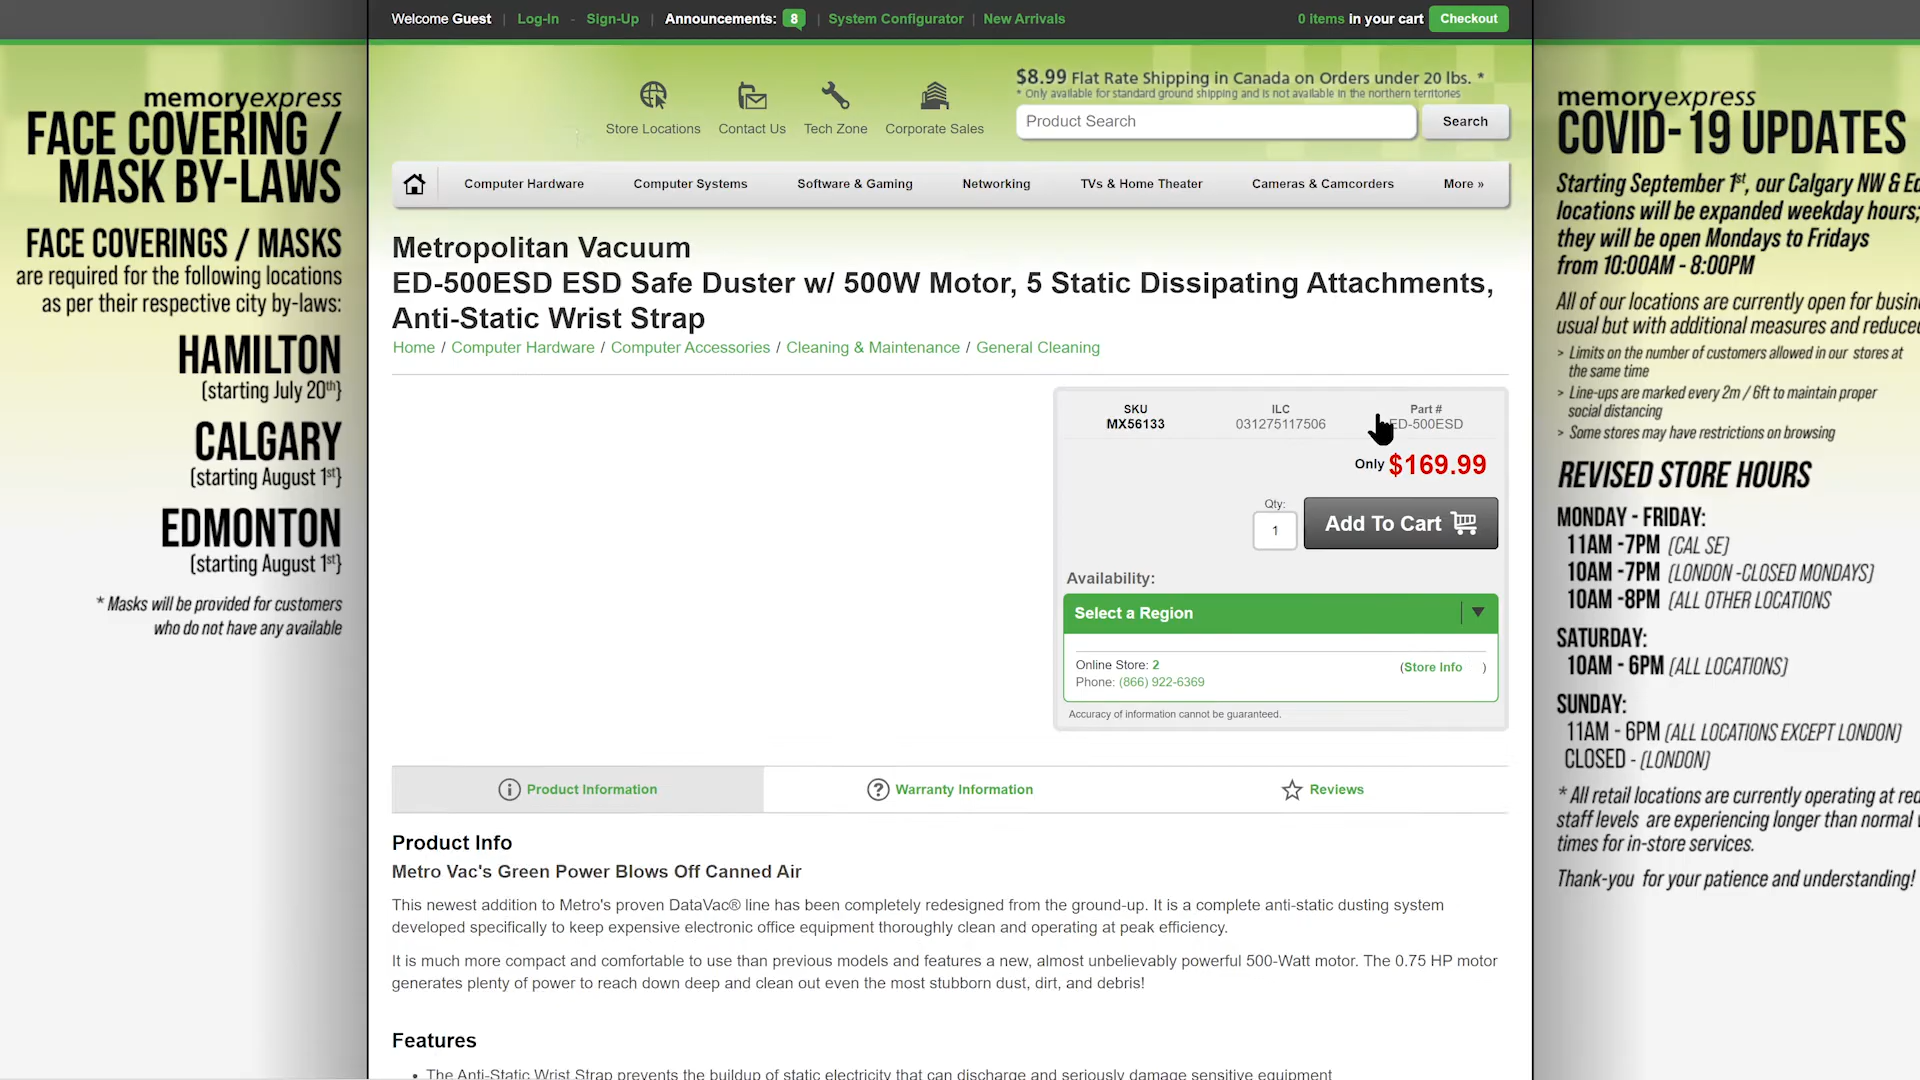 Welcome Guest | Log-In - Sign-Up | Announcements: 8 | System Configurator | New Arrivals
0 items in your cart Checkout
memoryexpress
FACE COVERING /
MASK BY-LAWS
FACE COVERINGS / MASKS
are required for the following locations
as per their respective city by-laws:
HAMILTON
(starting July 20th)
CALGARY
(starting August 1st)
EDMONTON
(starting August 1st)
* Masks will be provided for customers
who do not have any available
Store Locations
Contact Us
Tech Zone
Corporate Sales
$8.99 Flat Rate Shipping in Canada on Orders under 20 lbs. *
* Only available for standard ground shipping and is not available in the northern territories
Product Search
Search
Computer Hardware
Computer Systems
Software & Gaming
Networking
TVs & Home Theater
Cameras & Camcorders
More »
Metropolitan Vacuum
ED-500ESD ESD Safe Duster w/ 500W Motor, 5 Static Dissipating Attachments,
Anti-Static Wrist Strap
Home / Computer Hardware / Computer Accessories / Cleaning & Maintenance / General Cleaning
SKU
MX56133
ILC
031275117506
Part #
ED-500ESD
Only $169.99
Qty:
1
Add To Cart
Availability:
Select a Region
Online Store: 2
(Store Info )
Phone: (866) 922-6369
Accuracy of information cannot be guaranteed.
Product Information
Warranty Information
Reviews
Product Info
Metro Vac's Green Power Blows Off Canned Air
This newest addition to Metro's proven DataVac® line has been completely redesigned from the ground-up. It is a complete anti-static dusting system
developed specifically to keep expensive electronic office equipment thoroughly clean and operating at peak efficiency.
It is much more compact and comfortable to use than previous models and features a new, almost unbelievably powerful 500-Watt motor. The 0.75 HP motor
generates plenty of power to reach down deep and clean out even the most stubborn dust, dirt, and debris!
Features
• The Anti-Static Wrist Strap prevents the buildup of static electricity that can discharge and seriously damage sensitive equipment
memoryexpress
COVID-19 UPDATES
Starting September 1st, our Calgary NW & Ed
locations will be expanded weekday hours;
they will be open Mondays to Fridays
from 10:00AM - 8:00PM
All of our locations are currently open for busin
usual but with additional measures and reduced
> Limits on the number of customers allowed in our stores at
the same time
> Line-ups are marked every 2m / 6ft to maintain proper
social distancing
> Some stores may have restrictions on browsing
REVISED STORE HOURS
MONDAY - FRIDAY:
11AM -7PM (CAL SE)
10AM -7PM (LONDON -CLOSED MONDAYS)
10AM -8PM (ALL OTHER LOCATIONS
SATURDAY:
10AM - 6PM (ALL LOCATIONS)
SUNDAY:
11AM - 6PM (ALL LOCATIONS EXCEPT LONDON)
CLOSED - (LONDON)
* All retail locations are currently operating at red
staff levels are experiencing longer than normal w
times for in-store services.
Thank-you for your patience and understanding!